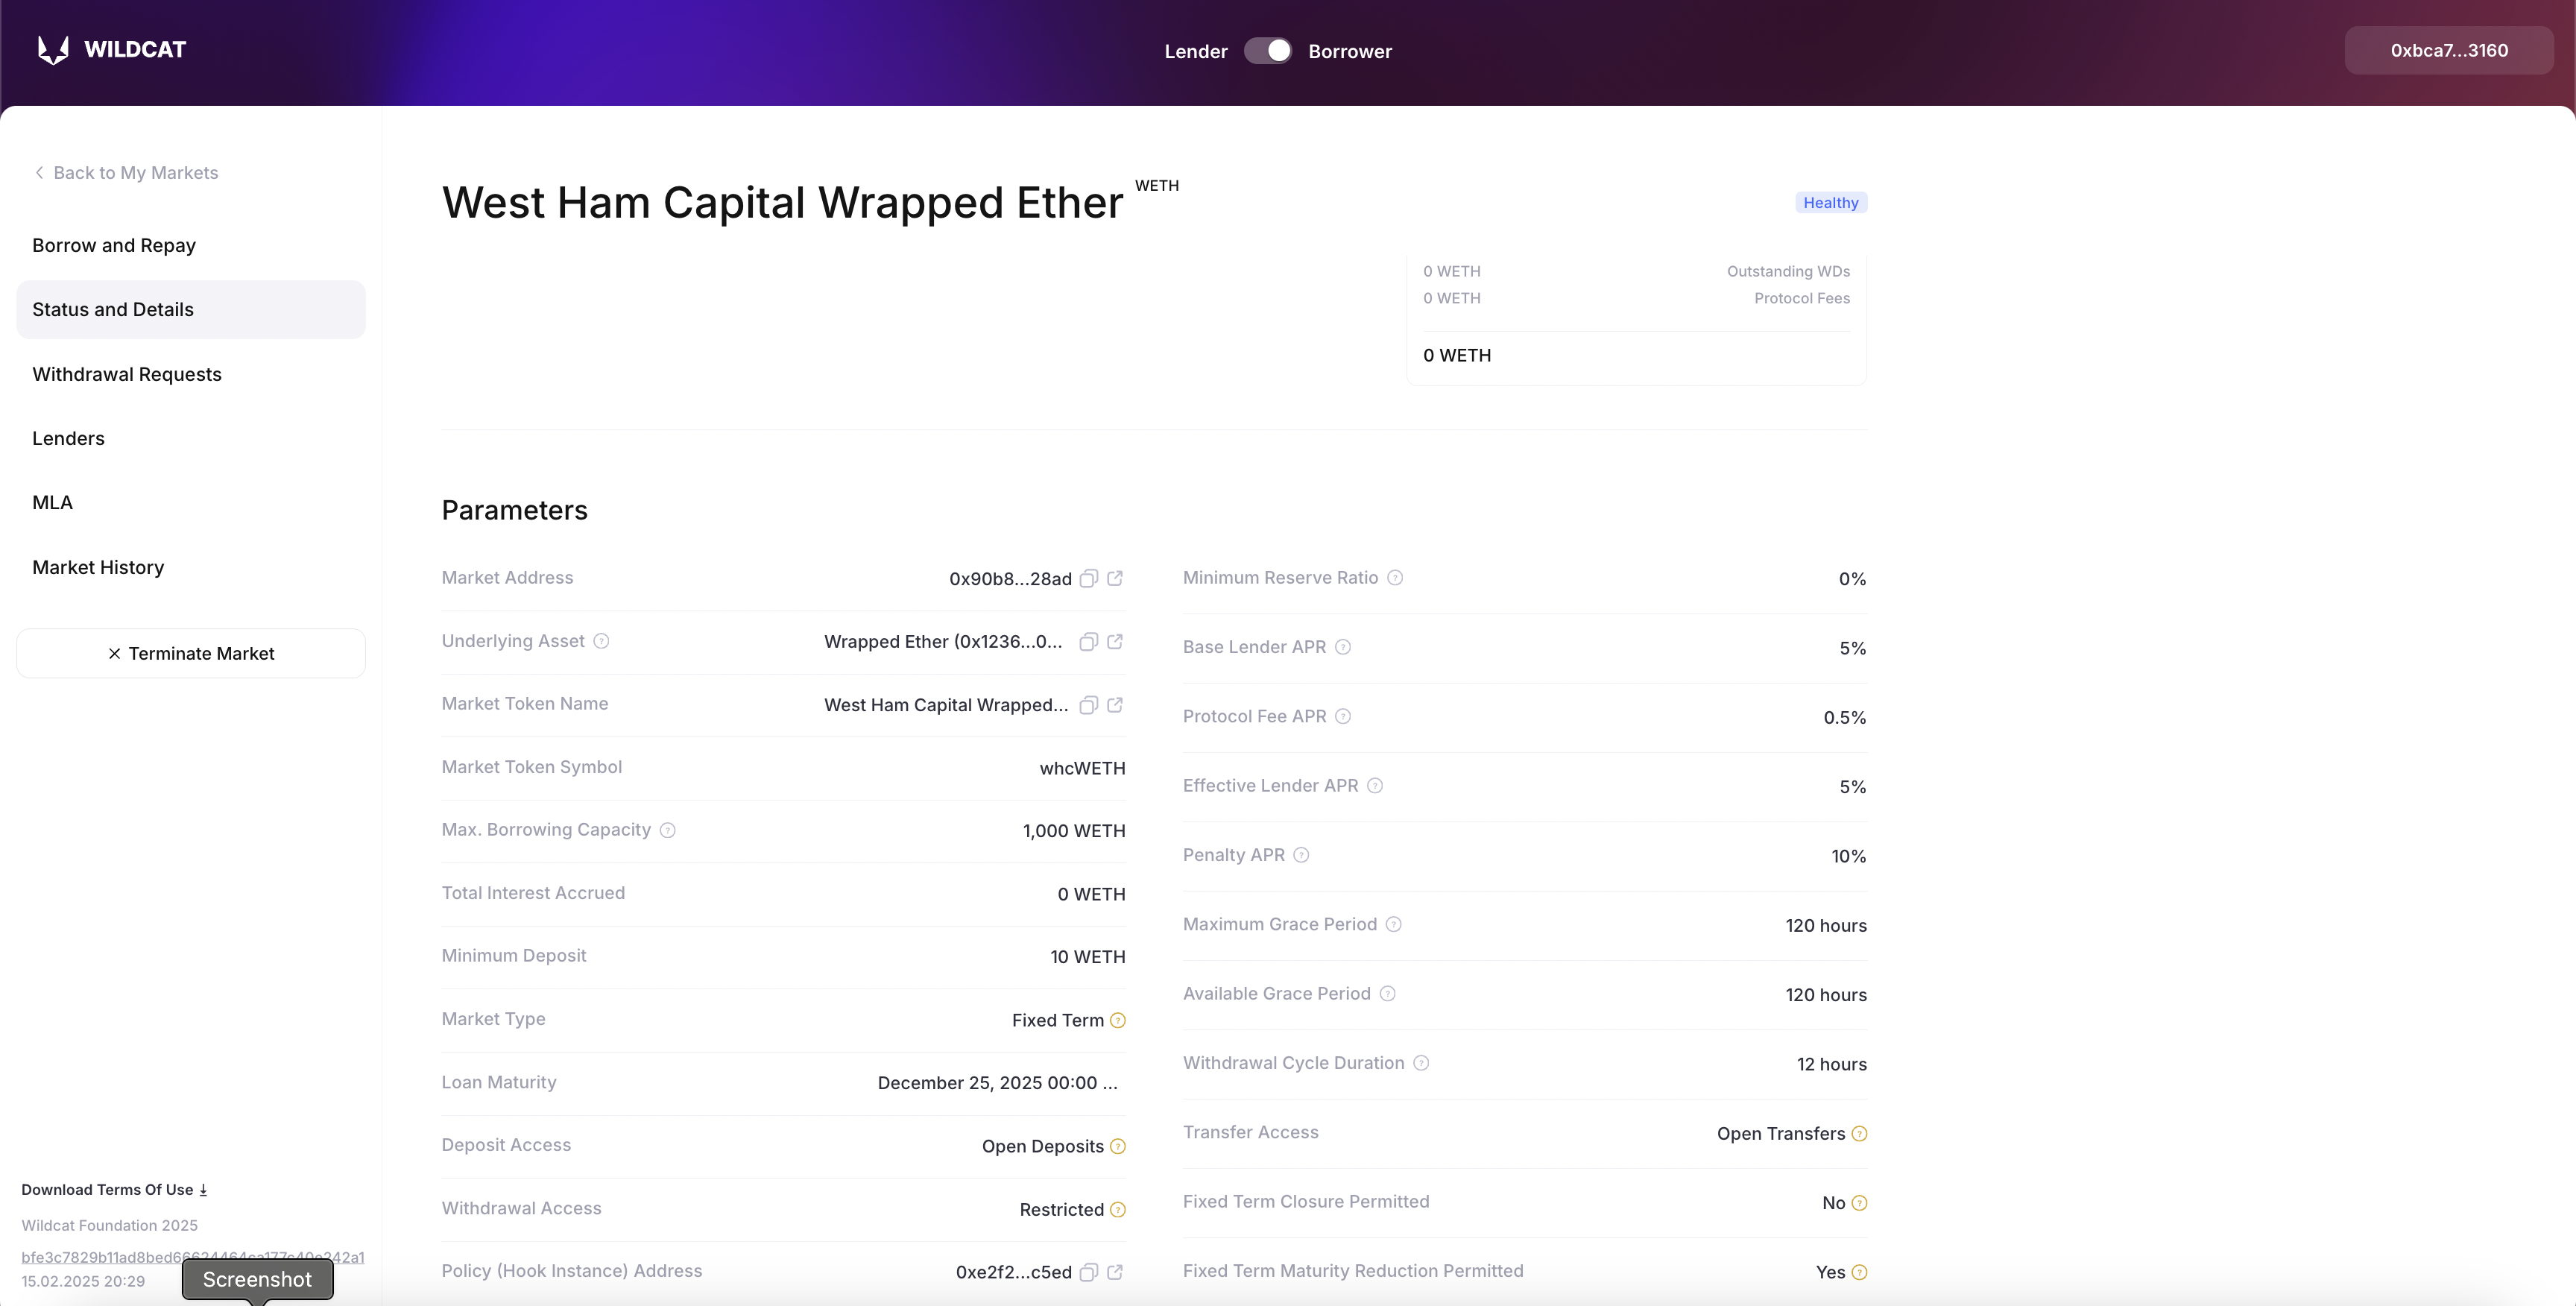 WILDCAT
Lender Borrower
0xbca7...3160
Back to My Markets
Borrow and Repay
Status and Details
Withdrawal Requests
Lenders
MLA
Market History
Terminate Market
Download Terms Of Use
Wildcat Foundation 2025
15.02.2025 20:29
Screenshot
West Ham Capital Wrapped Ether WETH
Healthy
0 WETH Outstanding WDs
0 WETH Protocol Fees
0 WETH
Parameters
Market Address 0x90b8...28ad
Underlying Asset Wrapped Ether (0x1236...0...
Market Token Name West Ham Capital Wrapped...
Market Token Symbol whcWETH
Max. Borrowing Capacity 1,000 WETH
Total Interest Accrued 0 WETH
Minimum Deposit 10 WETH
Market Type Fixed Term
Loan Maturity December 25, 2025 00:00 ...
Deposit Access Open Deposits
Withdrawal Access Restricted
Policy (Hook Instance) Address 0xe2f2...c5ed
Minimum Reserve Ratio 0%
Base Lender APR 5%
Protocol Fee APR 0.5%
Effective Lender APR 5%
Penalty APR 10%
Maximum Grace Period 120 hours
Available Grace Period 120 hours
Withdrawal Cycle Duration 12 hours
Transfer Access Open Transfers
Fixed Term Closure Permitted No
Fixed Term Maturity Reduction Permitted Yes